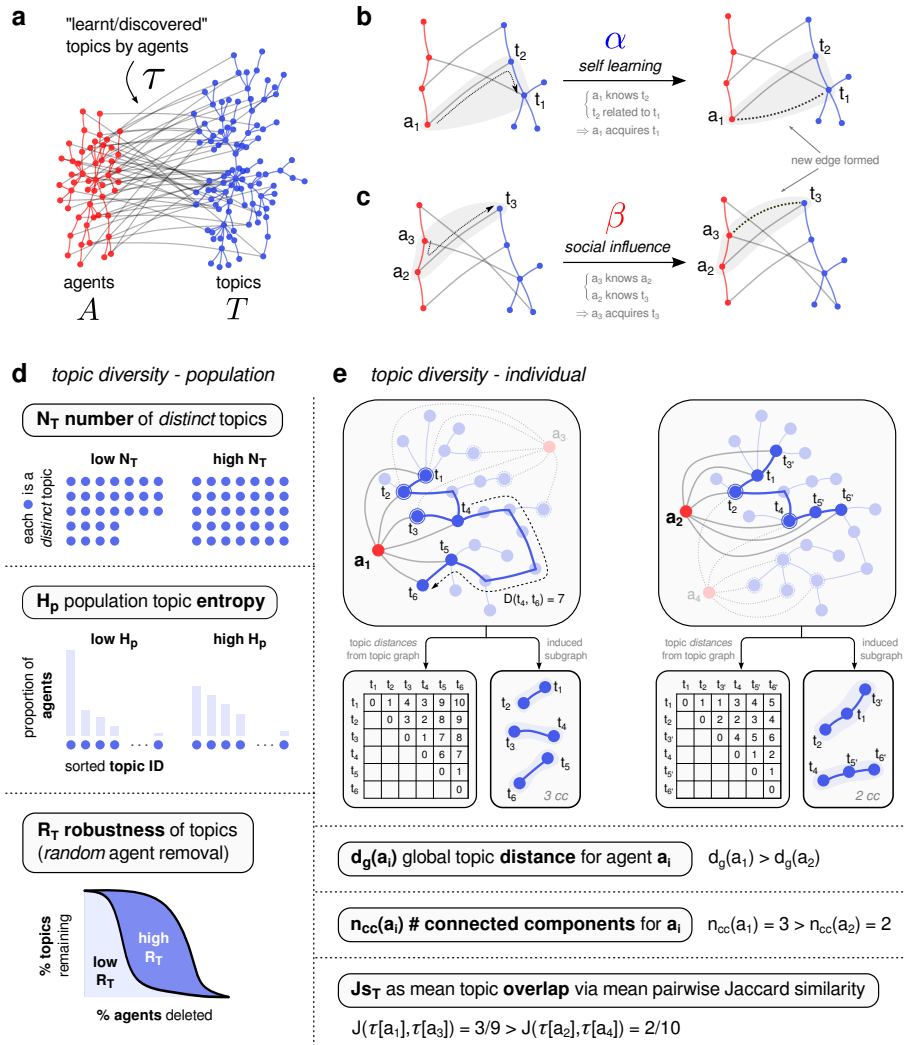 a
"learnt/discovered"
topics by agents
τ
agents
A
topics
T
b
a1
t2
t1
α
self learning
a1 knows t2
t2 related to t1
⇒ a1 acquires t1
a1
t2
t1
new edge formed
c
a3
a2
t3
β
social influence
a3 knows a2
a2 knows t3
⇒ a3 acquires t3
a3
a2
t3
d topic diversity - population
NT number of distinct topics
low NT high NT
each is a
distinct topic
Hp population topic entropy
low Hp high Hp
proportion of
agents
... ...
sorted topic ID
RT robustness of topics
(random agent removal)
% topics
remaining
low
RT
high
RT
% agents deleted
e topic diversity - individual
a3
t1
t2
t3
t4
t5
a1
t6
D(t4, t6) = 7
topic distances
from topic graph
induced
subgraph
t1 t2 t3 t4 t5 t6
t1 0 1 4 3 9 10
t2 0 3 2 8 9
t3 0 1 7 8
t4 0 6 7
t5 0 1
t6 0
t1
t2
t4
t3
t5
t6
3 cc
t3'
t1
t2
t4
t5'
t6'
a2
a4
topic distances
from topic graph
induced
subgraph
t1 t2 t3' t4 t5' t6'
t1 0 1 1 3 4 5
t2 0 2 2 3 4
t3' 0 4 5 6
t4 0 1 2
t5' 0 1
t6' 0
t3'
t1
t2
t4
t5'
t6'
2 cc
dg(ai) global topic distance for agent ai dg(a1) > dg(a2)
ncc(ai) # connected components for ai ncc(a1) = 3 > ncc(a2) = 2
JsT as mean topic overlap via mean pairwise Jaccard similarity
J(τ[a1],τ[a3]) = 3/9 > J(τ[a2],τ[a4]) = 2/10